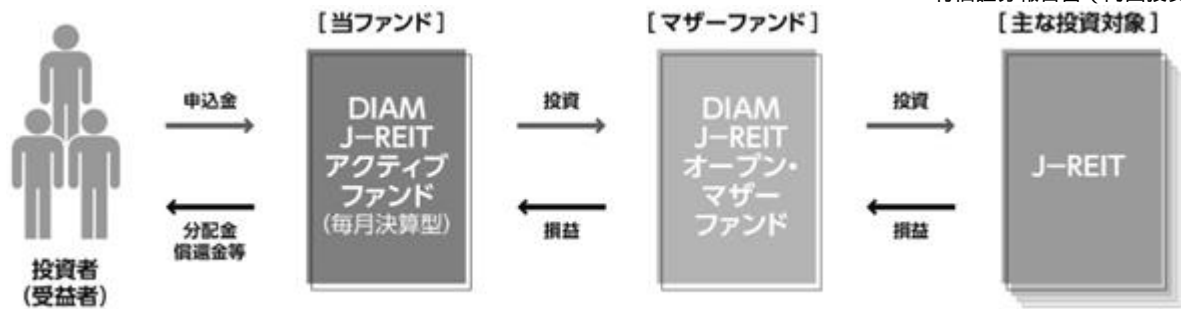 [当ファンド]
[マザーファンド]
[主な投資対象]
申込金
分配金
償還金等
投資者
(受益者)
DIAM
J-REIT
アクティブ
ファンド
(毎月決算型)
投資
損益
DIAM
J-REIT
オープン・
マザー
ファンド
投資
損益
J-REIT